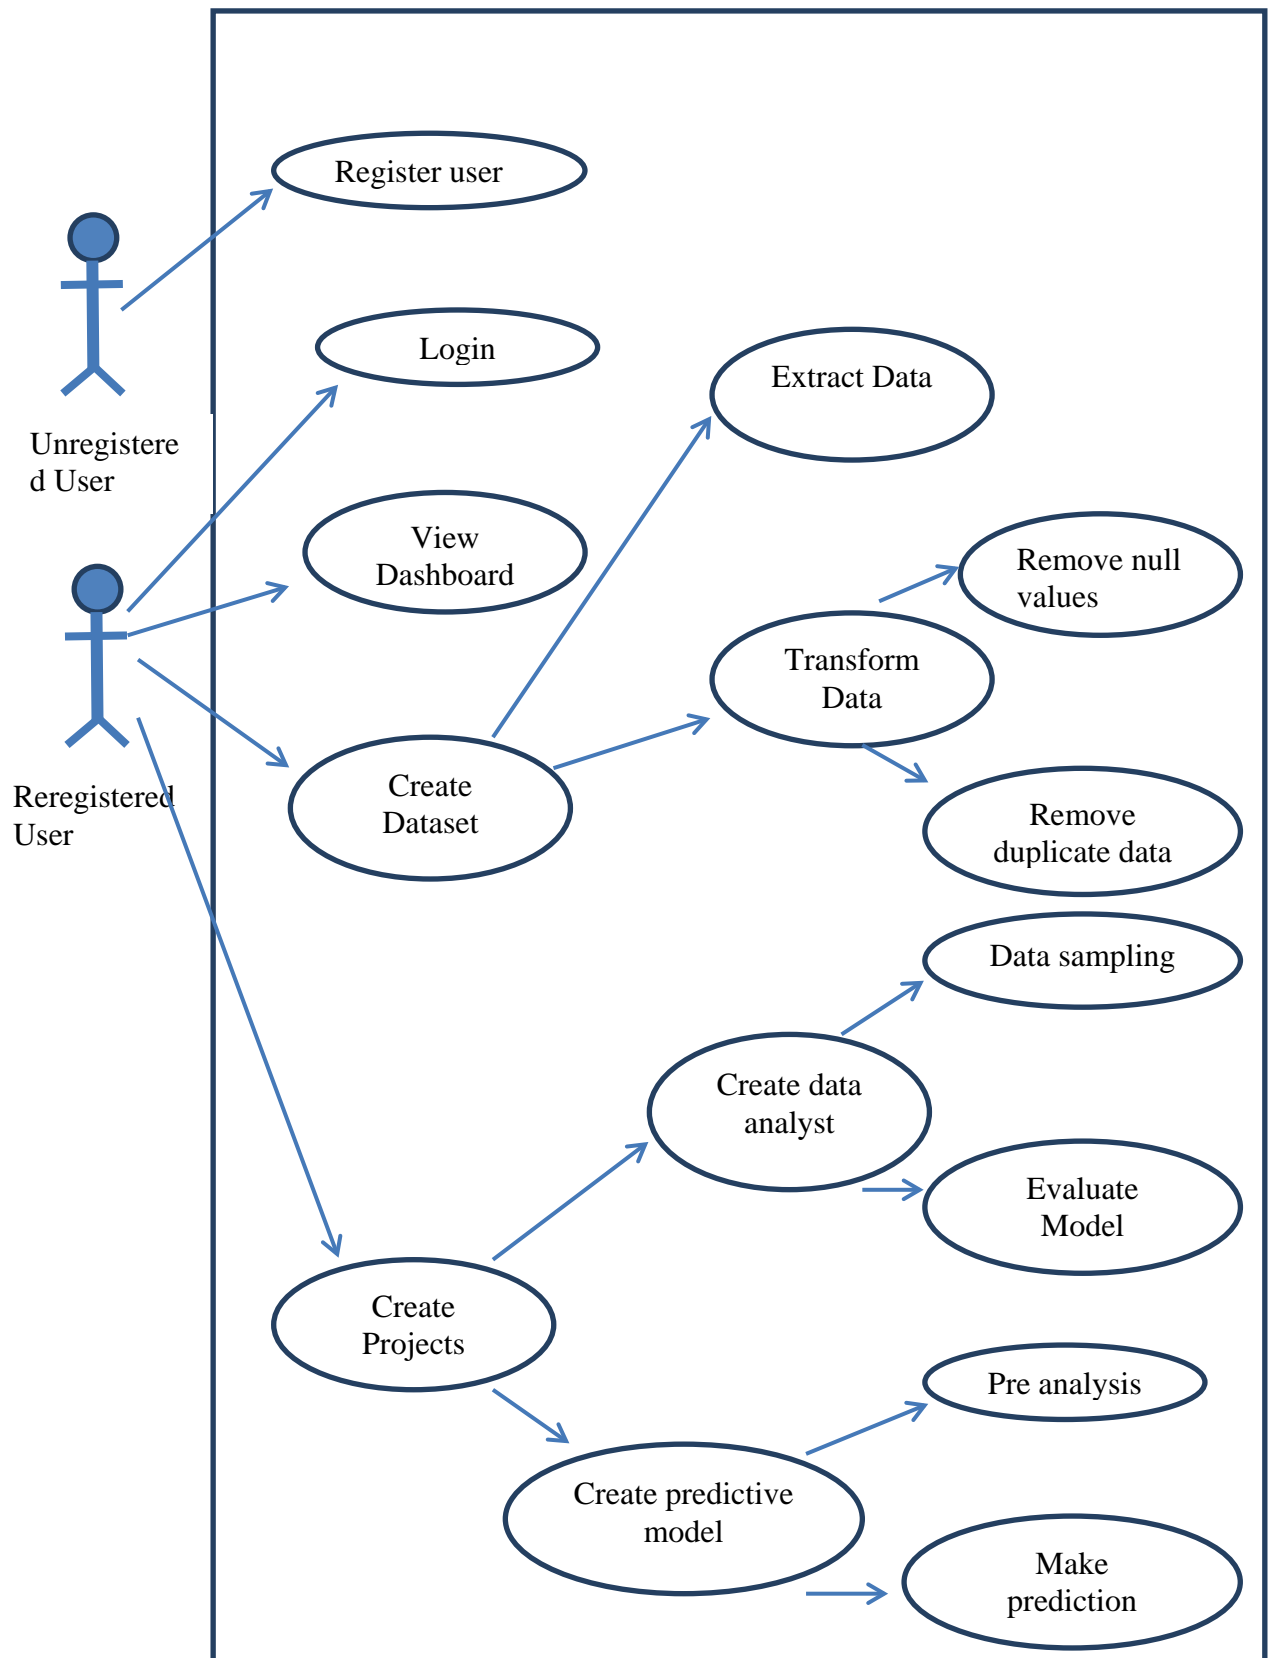 Register user
Login
Extract Data
Unregistere
d User
View
Dashboard
Remove null
values
Transform
Data
Reregistered
User
Create
Dataset
Remove
duplicate data
Data sampling
Create data
analyst
Evaluate
Model
Create
Projects
Pre analysis
Create predictive
model
Make
prediction